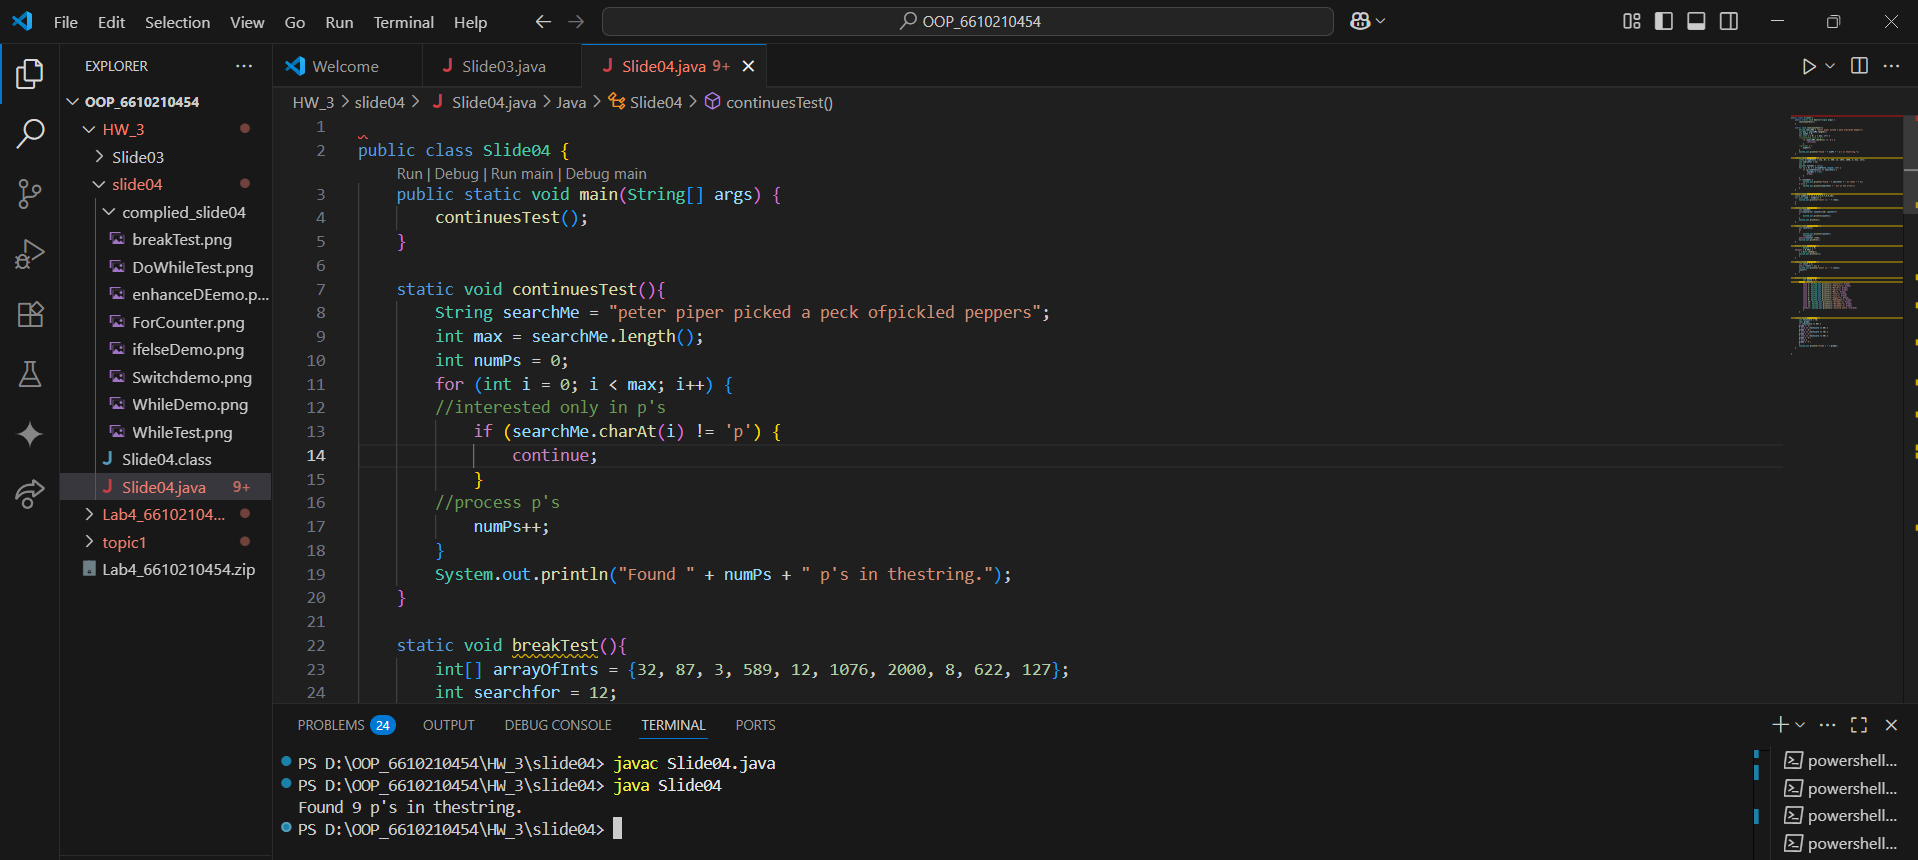 File Edit Selection View Go Run Terminal Help
OOP_6610210454
EXPLORER
OOP_6610210454
HW_3
Slide03
slide04
complied_slide04
breakTest.png
DoWhileTest.png
enhanceDEemo.p...
ForCounter.png
ifelseDemo.png
Switchdemo.png
WhileDemo.png
WhileTest.png
Slide04.class
Slide04.java 9+
Lab4_66102104...
topic1
Lab4_6610210454.zip
Welcome Slide03.java Slide04.java 9+
HW_3 > slide04 > Slide04.java > Java > Slide04 > continuesTest()
1
2 public class Slide04 {
Run | Debug | Run main | Debug main
3 public static void main(String[] args) {
4 continuesTest();
5 }
6
7 static void continuesTest(){
8 String searchMe = "peter piper picked a peck ofpickled peppers";
9 int max = searchMe.length();
10 int numPs = 0;
11 for (int i = 0; i < max; i++) {
12 //interested only in p's
13 if (searchMe.charAt(i) != 'p') {
14 continue;
15 }
16 //process p's
17 numPs++;
18 }
19 System.out.println("Found " + numPs + " p's in thestring.");
20 }
21
22 static void breakTest(){
23 int[] arrayOfInts = {32, 87, 3, 589, 12, 1076, 2000, 8, 622, 127};
24 int searchfor = 12;
PROBLEMS 24 OUTPUT DEBUG CONSOLE TERMINAL PORTS
PS D:\OOP_6610210454\HW_3\slide04> javac Slide04.java
PS D:\OOP_6610210454\HW_3\slide04> java Slide04
Found 9 p's in thestring.
PS D:\OOP_6610210454\HW_3\slide04>
powershell...
powershell...
powershell...
powershell...